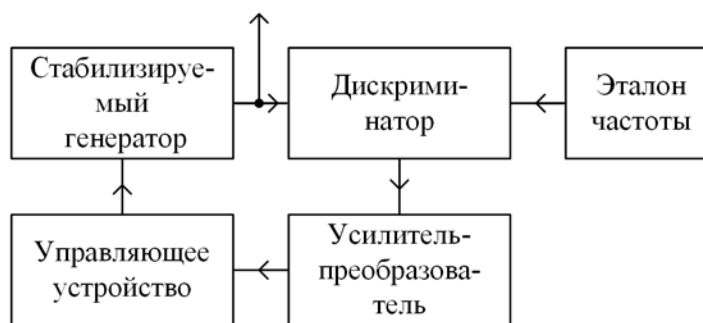 Стабилизируе-
мый
генератор
Дискрими-
натор
Эталон
частоты
Управляющее
устройство
Усилитель-
преобразова-
тель